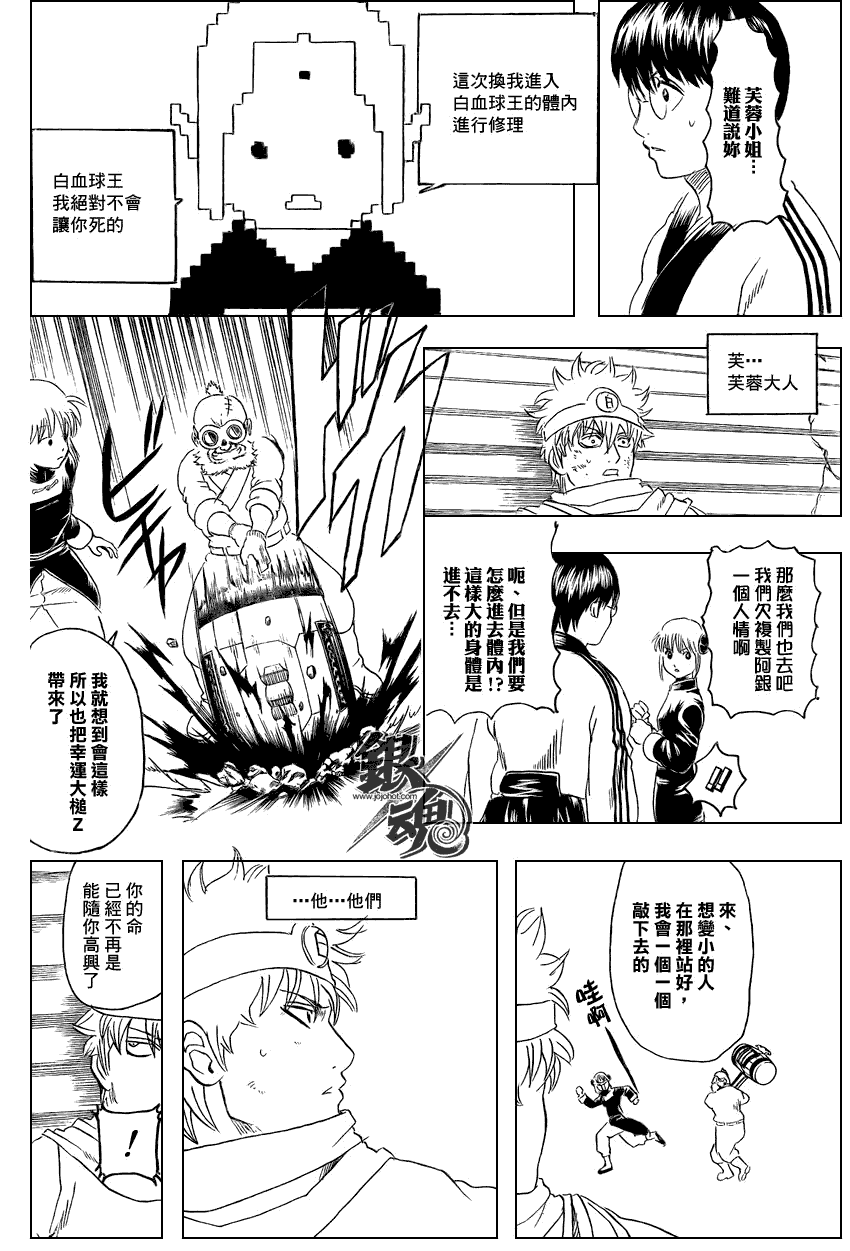 芙蓉小姐…
難道説妳
這次換我進入
白血球王的體內
進行修理
白血球王
我絕對不會
讓你死的
芙…
芙蓉大人
那麼我們也去吧
我們欠複製阿銀
一個人情啊
呃、但是我們要
怎麼進去體內!?
這樣大的身體是
進不去…
!!
我就想到會這樣
所以也把幸運大槌Z
帶來了
銀魂
www.jojohot.com
來、
想變小的人
在那裡站好，
我會一個一個
敲下去的
哇啊
…他…他們
你的命
已經不再是
能隨你高興了
!